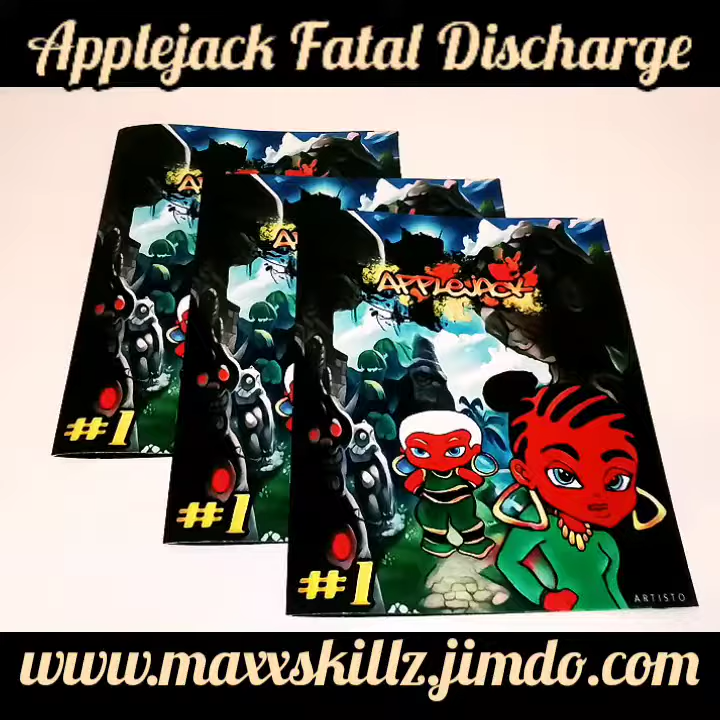 Applejack Fatal Discharge
A
A
APPLEJACK
#1
#1
#1
ARTISTO
www.maxxskillz.jimdo.com